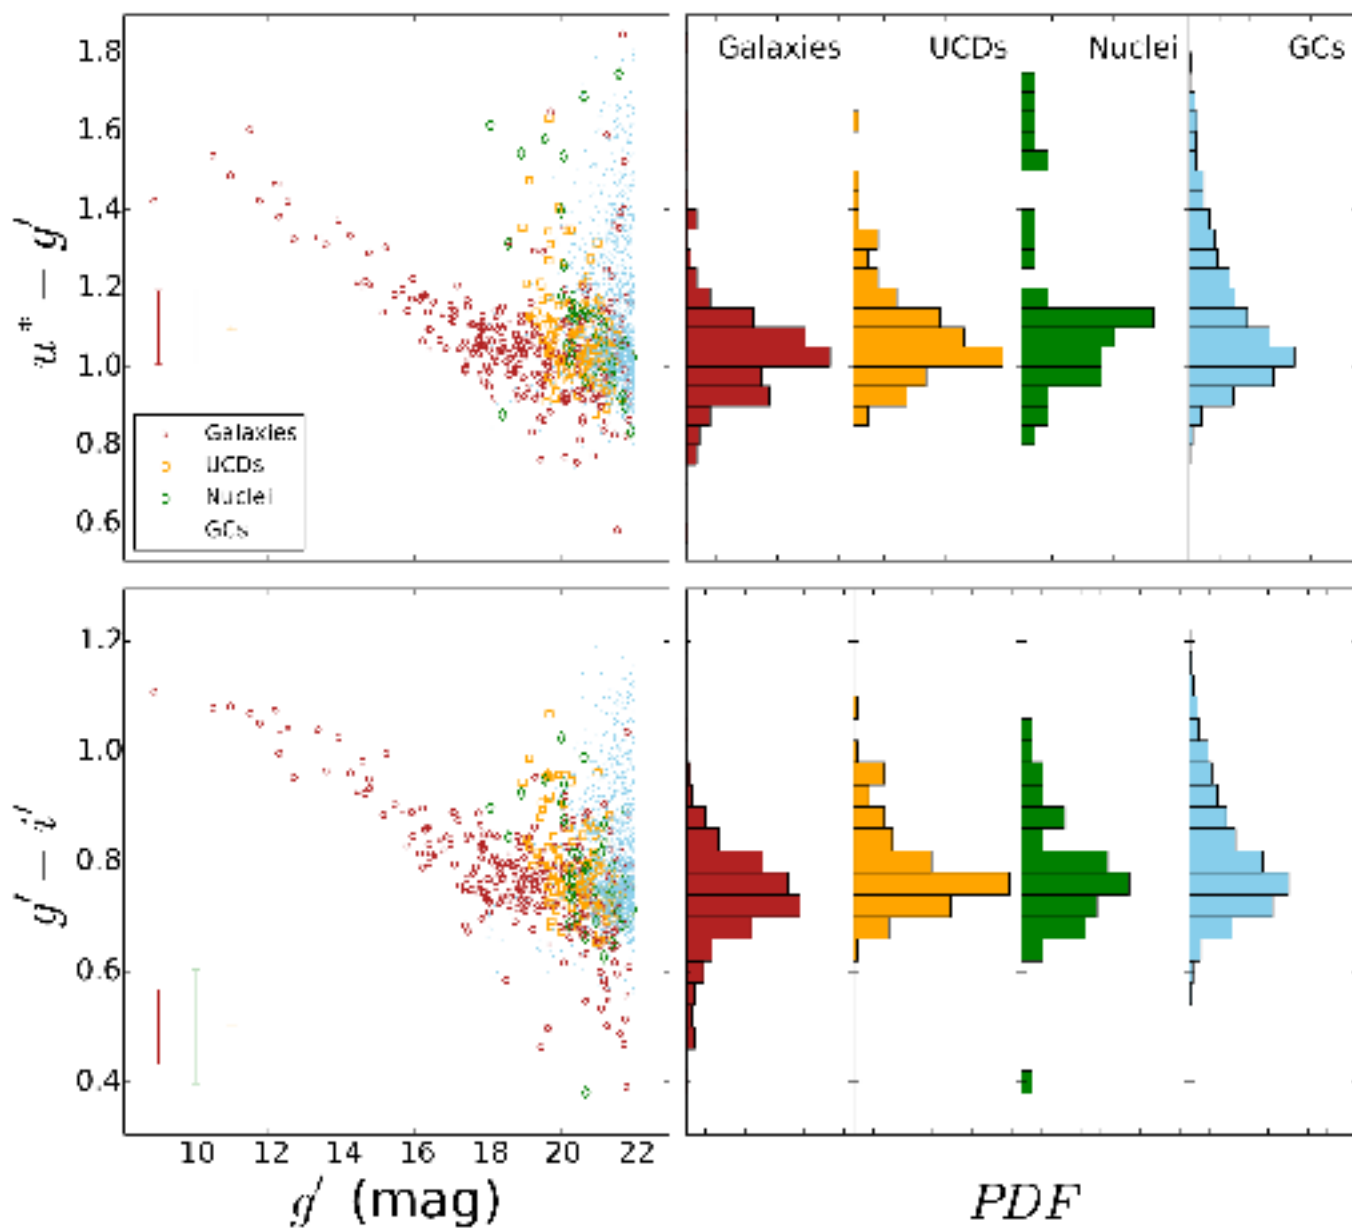 Galaxies UCDs Nuclei GCs
1.8
1.6
1.4
1.2
1.0
0.8
0.6
u* − g′
Galaxies
UCDs
Nuclei
GCs
1.2
1.0
0.8
0.6
0.4
g′ − i′
10 12 14 16 18 20 22
g′ (mag) PDF